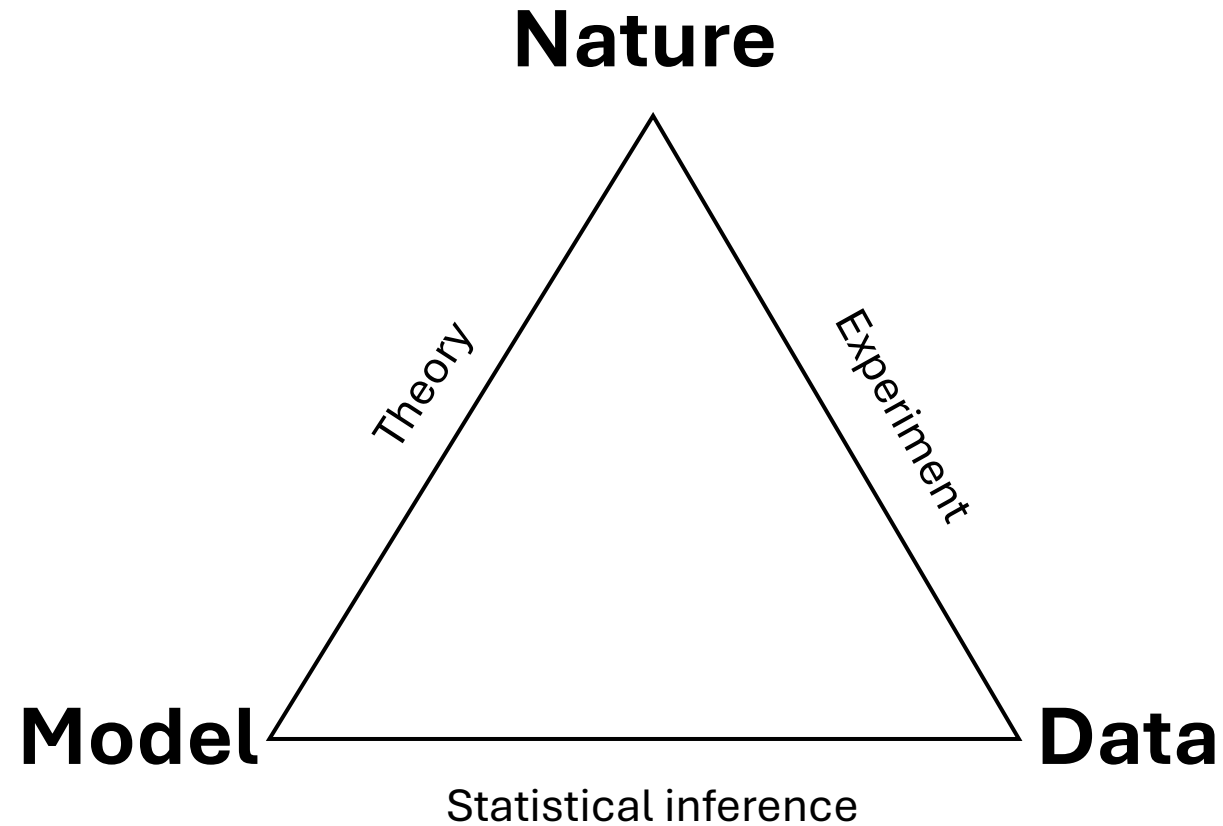 Nature
Theory
Experiment
Model
Data
Statistical inference